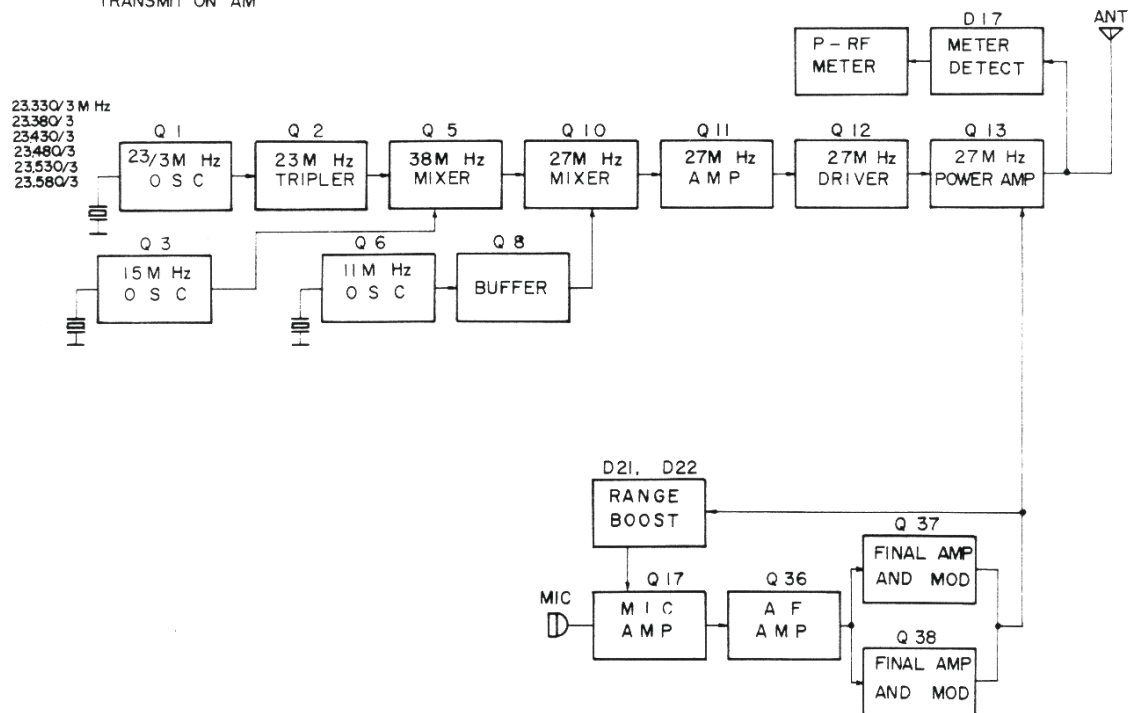 TRANSMIT ON AM
ANT
D17
P-RF
METER
METER
DETECT
23.330/3 M Hz
23.380/3
23.430/3
23.480/3
23.530/3
23.580/3
Q 1
23/3M Hz
O S C
Q 2
23M Hz
TRIPLER
Q 5
38M Hz
MIXER
Q 10
27M Hz
MIXER
Q11
27M Hz
A M P
Q12
27M Hz
DRIVER
Q13
27M Hz
POWER AMP
Q 3
15M Hz
O S C
Q 6
11M Hz
O S C
Q 8
BUFFER
D21, D22
RANGE
BOOST
MIC
Q 17
M I C
A M P
Q 36
A F
A M P
Q 37
FINAL AMP
AND MOD
Q 38
FINAL AMP
AND MOD